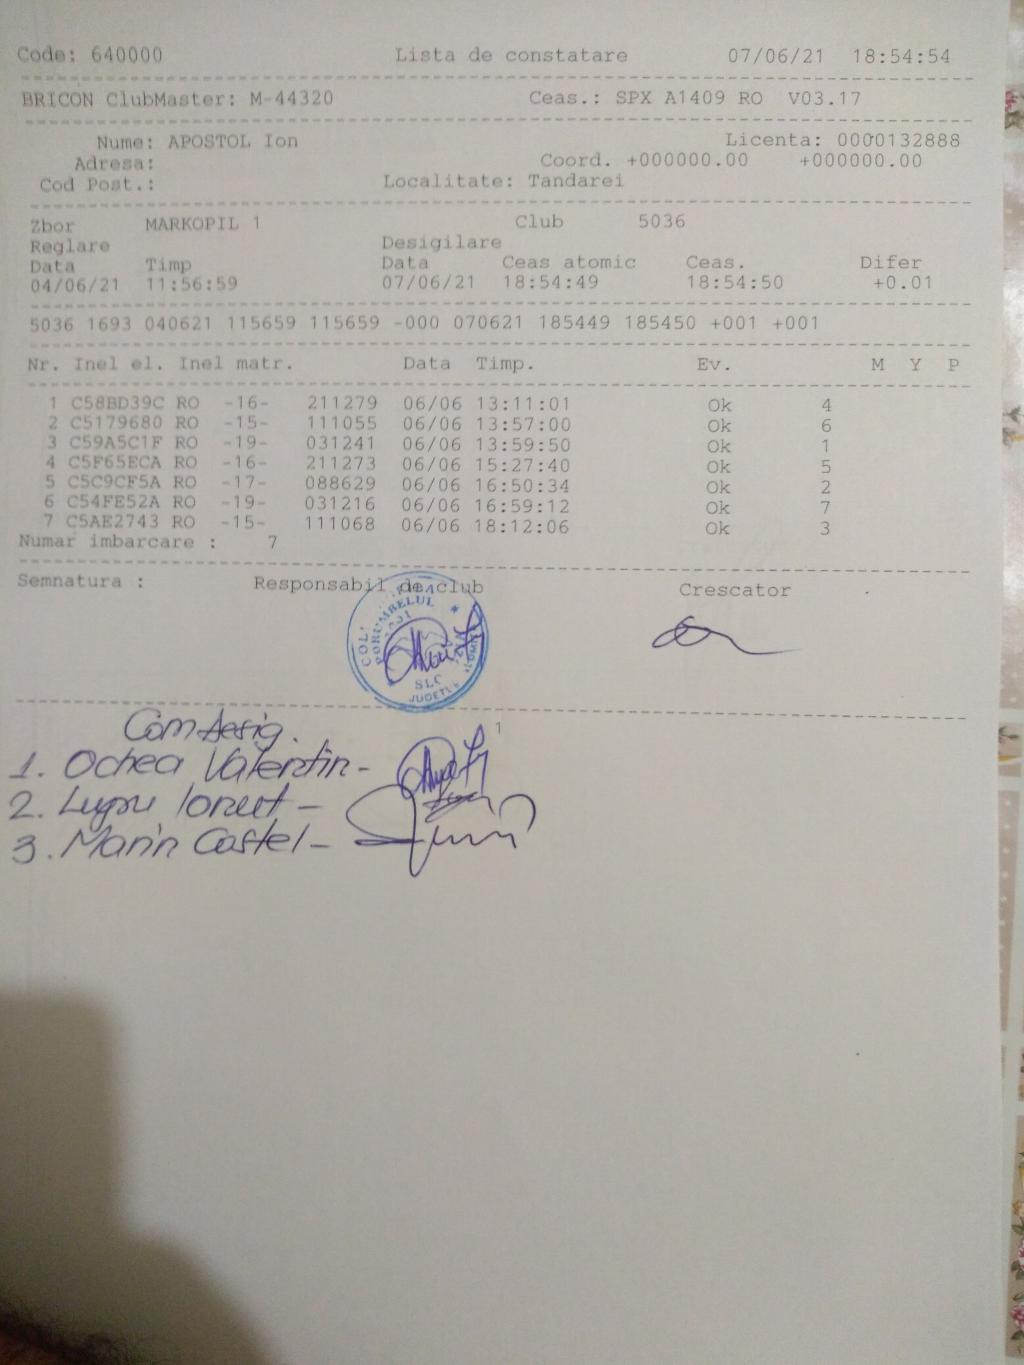 Code: 640000 Lista de constatare 07/06/21 18:54:54
BRICON ClubMaster: M-44320 Ceas.: SPX A1409 RO V03.17
Nume: APOSTOL Ion Licenta: 0000132888
Adresa: Coord. +000000.00 +000000.00
Cod Post.: Localitate: Tandarei
Zbor MARKOPIL 1 Club 5036
Reglare Desigilare
Data Timp Data Ceas atomic Ceas. Difer
04/06/21 11:56:59 07/06/21 18:54:49 18:54:50 +0.01
5036 1693 040621 115659 115659 -000 070621 185449 185450 +001 +001
Nr. Inel el. Inel matr. Data Timp. Ev. M Y P
1 C58BD39C RO -16- 211279 06/06 13:11:01 Ok 4
2 C5179680 RO -15- 111055 06/06 13:57:00 Ok 6
3 C59A5C1F RO -19- 031241 06/06 13:59:50 Ok 1
4 C5F65ECA RO -16- 211273 06/06 15:27:40 Ok 5
5 C5C9CF5A RO -17- 088629 06/06 16:50:34 Ok 2
6 C54FE52A RO -19- 031216 06/06 16:59:12 Ok 7
7 C5AE2743 RO -15- 111068 06/06 18:12:06 Ok 3
Numar imbarcare : 7
Semnatura : Responsabil de club Crescator
PORUMBELUL
JUDETUL
1
1. Ochea Valentin-
2. Lupu Ionut -
3. Marin Costel -